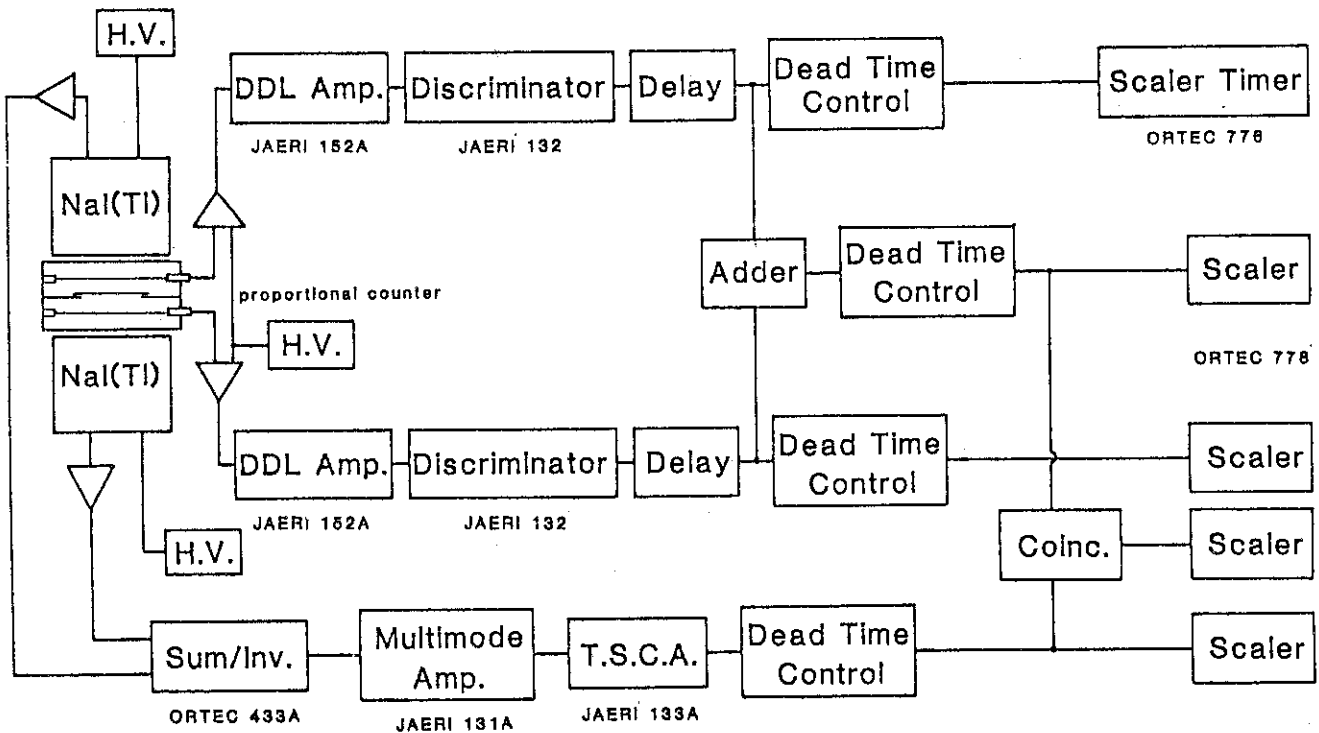 H.V.
DDL Amp.
JAERI 152A
Discriminator
JAERI 132
Delay
Dead Time
Control
Scaler Timer
ORTEC 776
NaI(Tl)
proportional counter
H.V.
Adder
Dead Time
Control
Scaler
ORTEC 778
NaI(Tl)
DDL Amp.
JAERI 152A
Discriminator
JAERI 132
Delay
Dead Time
Control
Scaler
H.V.
Coinc.
Scaler
Sum/Inv.
ORTEC 433A
Multimode
Amp.
JAERI 131A
T.S.C.A.
JAERI 133A
Dead Time
Control
Scaler